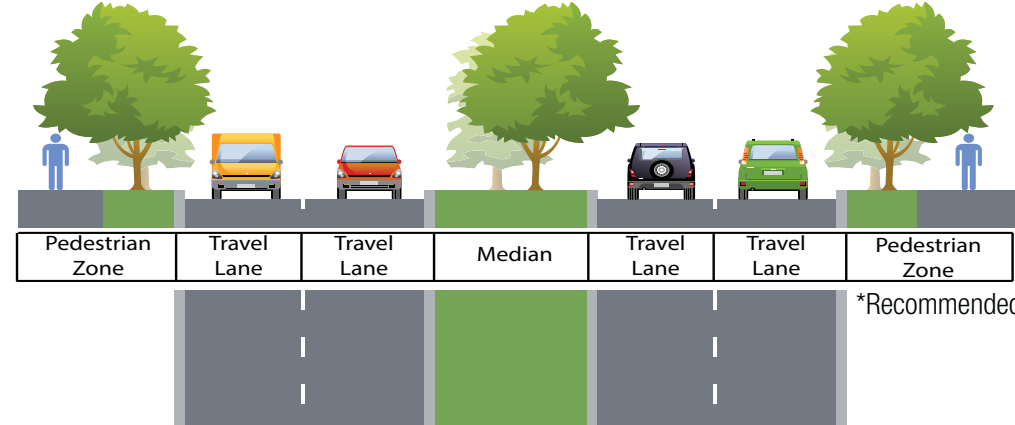 Pedestrian
Zone
Travel
Lane
Travel
Lane
Median
Travel
Lane
Travel
Lane
Pedestrian
Zone
*Recommended